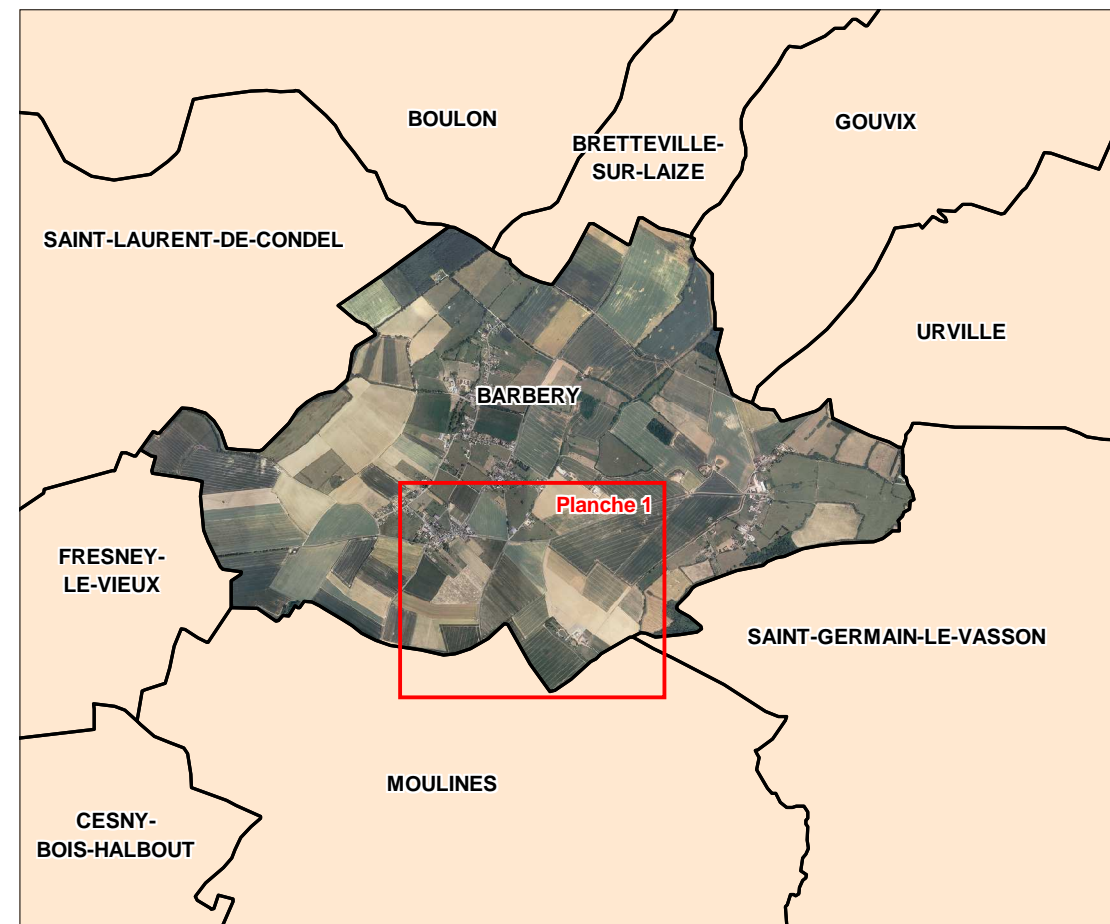 BOULON
GOUVIX
BRETTEVILLE-
SUR-LAIZE
SAINT-LAURENT-DE-CONDEL
URVILLE
BARBERY
Planche 1
FRESNEY-
LE-VIEUX
SAINT-GERMAIN-LE-VASSON
MOULINES
CESNY-
BOIS-HALBOUT